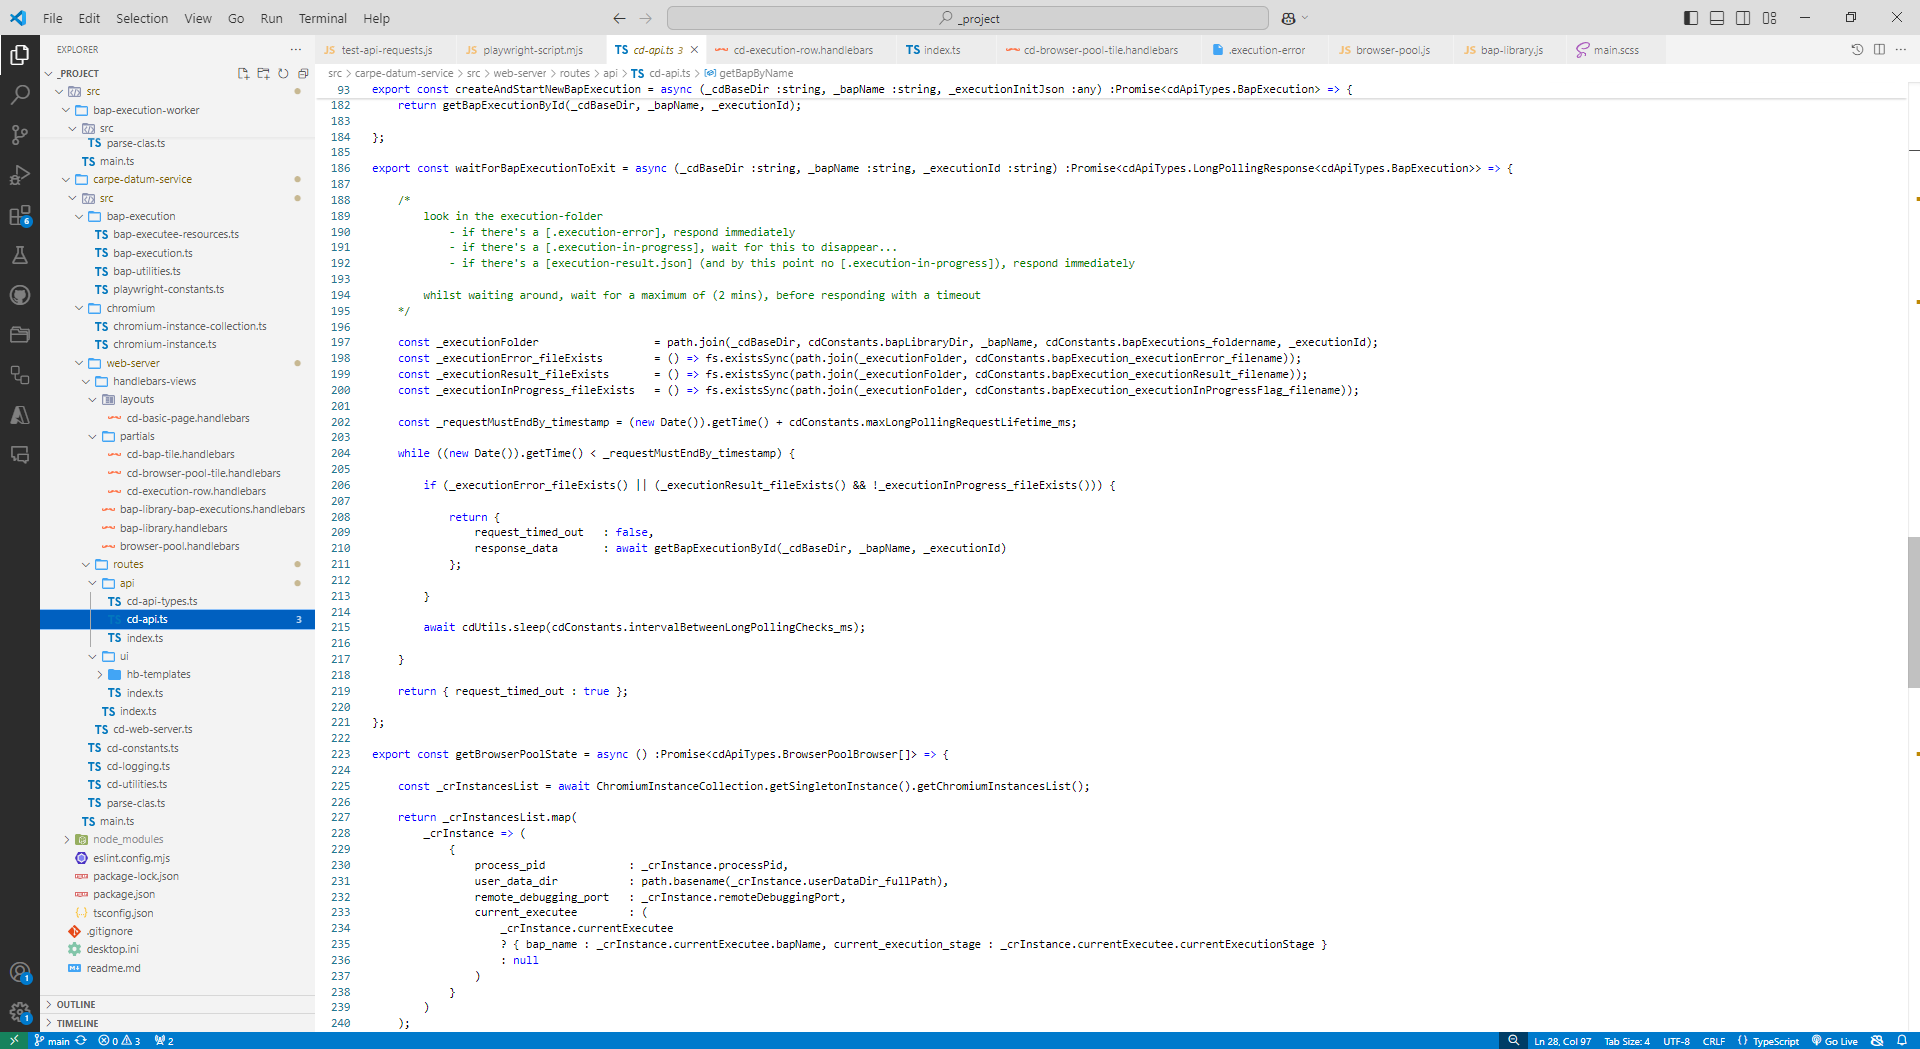 File Edit Selection View Go Run Terminal Help
_project
EXPLORER
_PROJECT
src
bap-execution-worker
src
parse-clas.ts
main.ts
carpe-datum-service
src
bap-execution
bap-executee-resources.ts
bap-execution.ts
bap-utilities.ts
playwright-constants.ts
chromium
chromium-instance-collection.ts
chromium-instance.ts
web-server
handlebars-views
layouts
cd-basic-page.handlebars
partials
cd-bap-tile.handlebars
cd-browser-pool-tile.handlebars
cd-execution-row.handlebars
bap-library-bap-executions.handlebars
bap-library.handlebars
browser-pool.handlebars
routes
api
cd-api-types.ts
cd-api.ts 3
index.ts
ui
hb-templates
index.ts
index.ts
cd-web-server.ts
cd-constants.ts
cd-logging.ts
cd-utilities.ts
parse-clas.ts
main.ts
node_modules
eslint.config.mjs
package-lock.json
package.json
tsconfig.json
.gitignore
desktop.ini
readme.md
OUTLINE
TIMELINE
JS test-api-requests.js JS playwright-script.mjs TS cd-api.ts 3 cd-execution-row.handlebars TS index.ts cd-browser-pool-tile.handlebars .execution-error JS browser-pool.js JS bap-library.js main.scss
src > carpe-datum-service > src > web-server > routes > api > TS cd-api.ts > getBapByName
93 export const createAndStartNewBapExecution = async (_cdBaseDir :string, _bapName :string, _executionInitJson :any) :Promise<cdApiTypes.BapExecution> => {
182 return getBapExecutionById(_cdBaseDir, _bapName, _executionId);
183
184 };
185
186 export const waitForBapExecutionToExit = async (_cdBaseDir :string, _bapName :string, _executionId :string) :Promise<cdApiTypes.LongPollingResponse<cdApiTypes.BapExecution>> => {
187
188 /*
189 look in the execution-folder
190 - if there's a [.execution-error], respond immediately
191 - if there's a [.execution-in-progress], wait for this to disappear...
192 - if there's a [execution-result.json] (and by this point no [.execution-in-progress]), respond immediately
193
194 whilst waiting around, wait for a maximum of (2 mins), before responding with a timeout
195 */
196
197 const _executionFolder = path.join(_cdBaseDir, cdConstants.bapLibraryDir, _bapName, cdConstants.bapExecutions_foldername, _executionId);
198 const _executionError_fileExists = () => fs.existsSync(path.join(_executionFolder, cdConstants.bapExecution_executionError_filename));
199 const _executionResult_fileExists = () => fs.existsSync(path.join(_executionFolder, cdConstants.bapExecution_executionResult_filename));
200 const _executionInProgress_fileExists = () => fs.existsSync(path.join(_executionFolder, cdConstants.bapExecution_executionInProgressFlag_filename));
201
202 const _requestMustEndBy_timestamp = (new Date()).getTime() + cdConstants.maxLongPollingRequestLifetime_ms;
203
204 while ((new Date()).getTime() < _requestMustEndBy_timestamp) {
205
206 if (_executionError_fileExists() || (_executionResult_fileExists() && !_executionInProgress_fileExists())) {
207
208 return {
209 request_timed_out : false,
210 response_data : await getBapExecutionById(_cdBaseDir, _bapName, _executionId)
211 };
212
213 }
214
215 await cdUtils.sleep(cdConstants.intervalBetweenLongPollingChecks_ms);
216
217 }
218
219 return { request_timed_out : true };
220
221 };
222
223 export const getBrowserPoolState = async () :Promise<cdApiTypes.BrowserPoolBrowser[]> => {
224
225 const _crInstancesList = await ChromiumInstanceCollection.getSingletonInstance().getChromiumInstancesList();
226
227 return _crInstancesList.map(
228 _crInstance => (
229 {
230 process_pid : _crInstance.processPid,
231 user_data_dir : path.basename(_crInstance.userDataDir_fullPath),
232 remote_debugging_port : _crInstance.remoteDebuggingPort,
233 current_executee : (
234 _crInstance.currentExecutee
235 ? { bap_name : _crInstance.currentExecutee.bapName, current_execution_stage : _crInstance.currentExecutee.currentExecutionStage }
236 : null
237 )
238 }
239 )
240 );
main 0 3 2 Ln 28, Col 97 Tab Size: 4 UTF-8 CRLF TypeScript Go Live